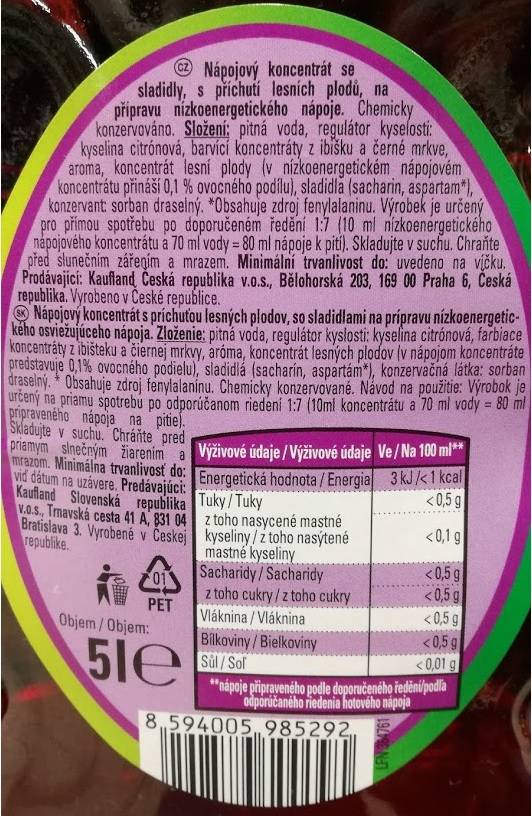 CZ Nápojový koncentrát se
sladidly, s příchutí lesních plodů, na
přípravu nízkoenergetického nápoje. Chemicky
konzervováno. Složení: pitná voda, regulátor kyselosti:
kyselina citrónová, barvící koncentráty z ibišku a černé mrkve,
aroma, koncentrát lesní plody (v nízkoenergetickém nápojovém
koncentrátu přináší 0,1 % ovocného podílu), sladidla (sacharin, aspartam*),
konzervant: sorban draselný. *Obsahuje zdroj fenylalaninu. Výrobek je určený
pro přímou spotřebu po doporučeném ředění 1:7 (10 ml nízkoenergetického
nápojového koncentrátu a 70 ml vody = 80 ml nápoje k pití). Skladujte v suchu. Chraňte
před slunečním zářením a mrazem. Minimální trvanlivost do: uvedeno na víčku.
Prodávající: Kaufland Česká republika v.o.s., Bělohorská 203, 169 00 Praha 6, Česká
republika. Vyrobeno v České republice.
SK Nápojový koncentrát s príchuťou lesných plodov, so sladidlami na prípravu nízkoenergetic-
kého osviežujúceho nápoja. Zloženie: pitná voda, regulátor kyslosti: kyselina citrónová, farbiace
koncentráty z ibišteku a čiernej mrkvy, aróma, koncentrát lesných plodov (v nápojom koncentráte
predstavuje 0,1% ovocného podielu), sladidlá (sacharín, aspartám*), konzervačná látka: sorban
draselný. * Obsahuje zdroj fenylalanínu. Chemicky konzervované. Návod na použitie: Výrobok je
určený na priamu spotrebu po odporúčanom riedení 1:7 (10ml koncentrátu a 70 ml vody = 80 ml
pripraveného nápoja na pitie).
Skladujte v suchu. Chráňte pred
priamym slnečným žiarením a
mrazom. Minimálna trvanlivosť do:
viď dátum na uzávere. Predávajúci:
Kaufland Slovenská republika
v.o.s., Trnavská cesta 41 A, 831 04
Bratislava 3. Vyrobené v Českej
republike.
Výživové údaje / Výživové údaje Ve / Na 100 ml**
Energetická hodnota / Energia 3 kJ /< 1 kcal
Tuky / Tuky < 0,5 g
z toho nasycené mastné
kyseliny / z toho nasýtené
mastné kyseliny < 0,1 g
Sacharidy / Sacharidy < 0,5 g
z toho cukry / z toho cukry < 0,5 g
Vláknina / Vláknina < 0,5 g
Bílkoviny / Bielkoviny < 0,5 g
Sůl / Soľ < 0,01 g
**nápoje připraveného podle doporučeného ředění/podľa
odporúčaného riedenia hotového nápoja
01
PET
Objem / Objem:
5l e
8 594005 985292